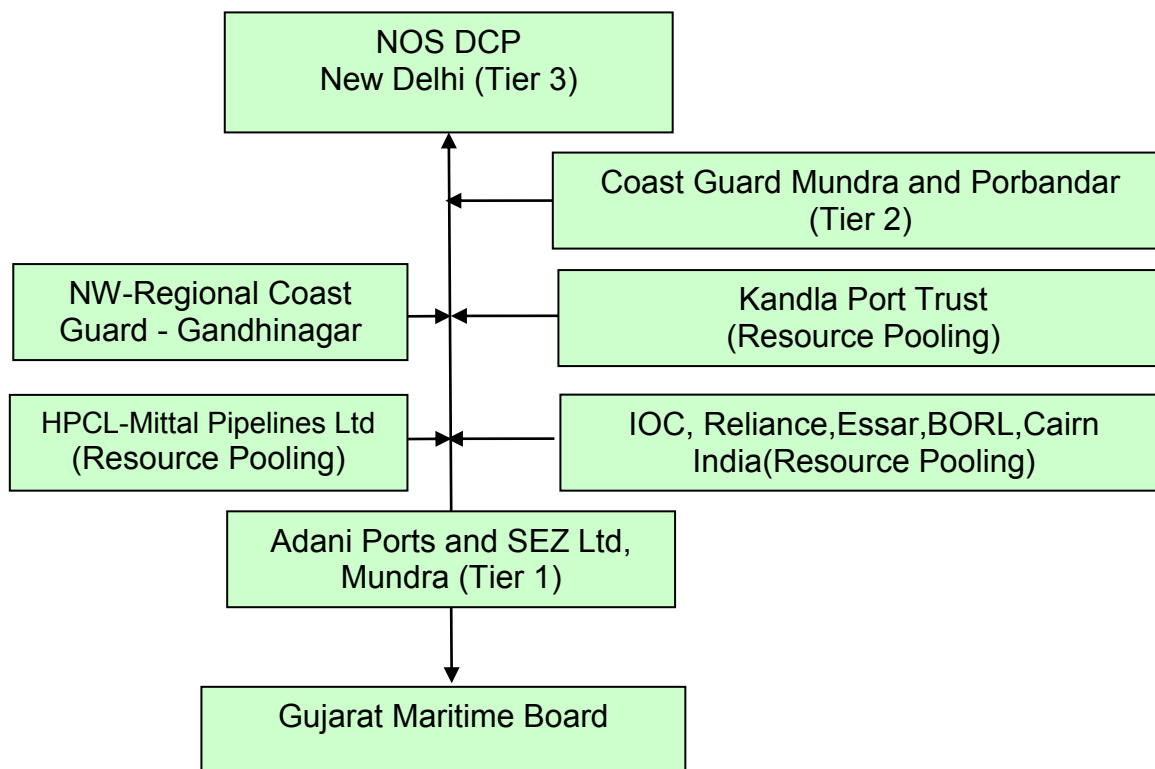 NOS DCP
New Delhi (Tier 3)
Coast Guard Mundra and Porbandar
(Tier 2)
NW-Regional Coast
Guard - Gandhinagar
Kandla Port Trust
(Resource Pooling)
HPCL-Mittal Pipelines Ltd
(Resource Pooling)
IOC, Reliance,Essar,BORL,Cairn
India(Resource Pooling)
Adani Ports and SEZ Ltd,
Mundra (Tier 1)
Gujarat Maritime Board